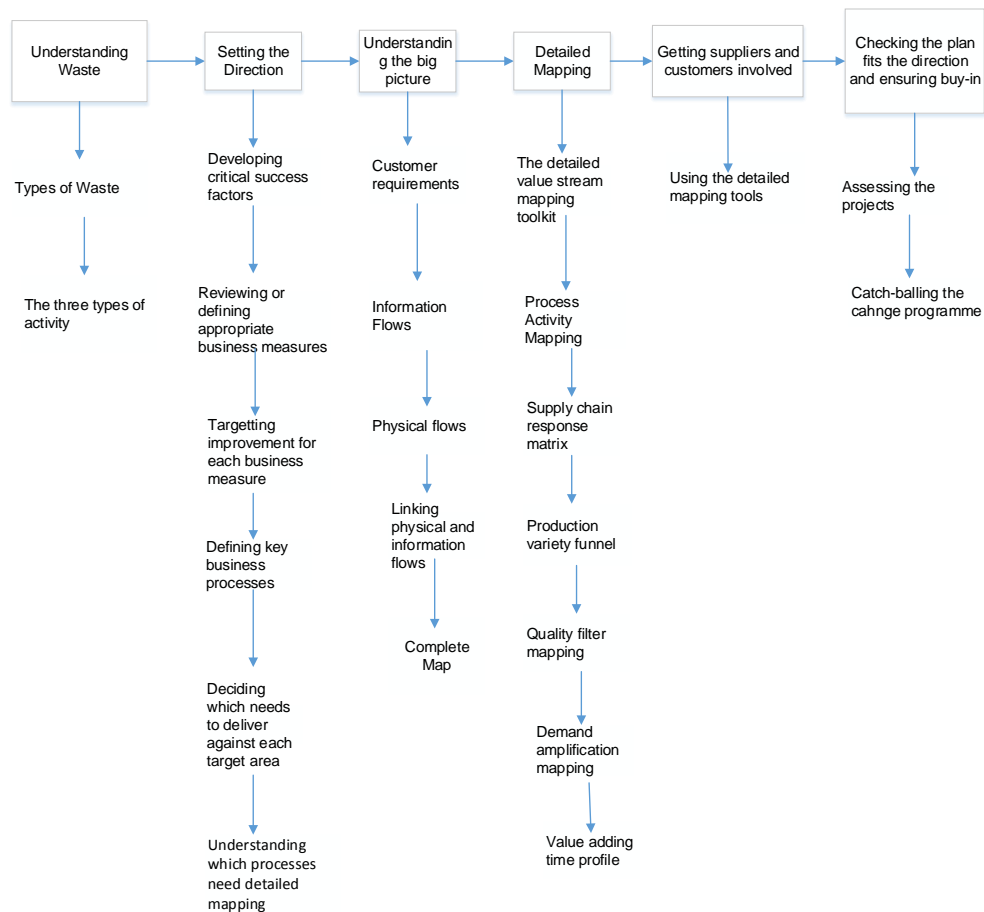 Understanding
Waste
Setting the
Direction
Understandin
g the big
picture
Detailed
Mapping
Getting suppliers and
customers involved
Checking the plan
fits the direction
and ensuring buy-in
Types of Waste
The three types of
activity
Developing
critical success
factors
Reviewing or
defining
appropriate
business measures
Targetting
improvement for
each business
measure
Defining key
business
processes
Deciding
which needs
to deliver
against each
target area
Understanding
which processes
need detailed
mapping
Customer
requirements
Information
Flows
Physical flows
Linking
physical and
information
flows
Complete
Map
The detailed
value stream
mapping
toolkit
Process
Activity
Mapping
Supply chain
response
matrix
Production
variety funnel
Quality filter
mapping
Demand
amplification
mapping
Value adding
time profile
Using the detailed
mapping tools
Assessing the
projects
Catch-balling the
cahnge programme